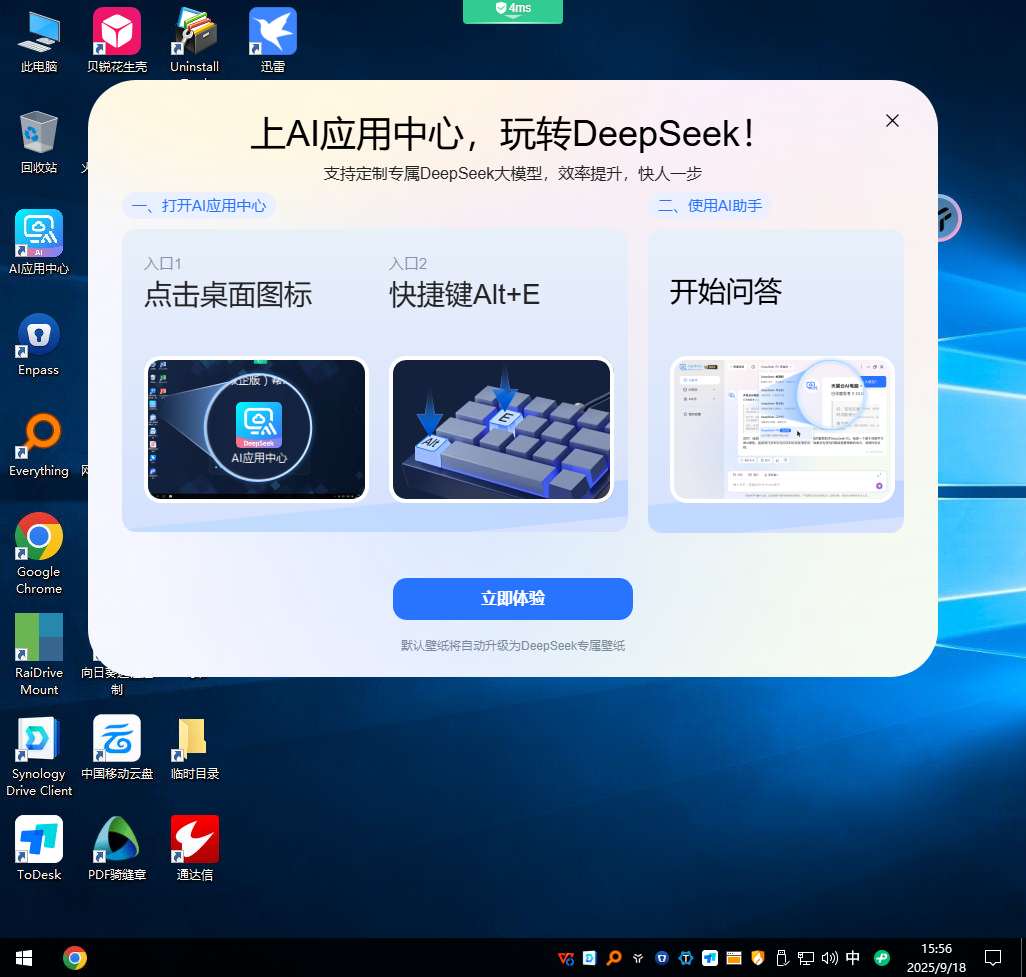 4ms
此电脑
贝锐花生壳
Uninstall
迅雷
上AI应用中心，玩转DeepSeek！
支持定制专属DeepSeek大模型，效率提升，快人一步
一、打开AI应用中心
二、使用AI助手
入口1
点击桌面图标
入口2
快捷键Alt+E
开始问答
DeepSeek
AI应用中心
Alt
E
立即体验
默认壁纸将自动升级为DeepSeek专属壁纸
回收站
AI
AI应用中心
Enpass
Everything
Google
Chrome
RaiDrive
Mount
制
Synology
Drive Client
中国移动云盘
临时目录
ToDesk
PDF骑缝章
通达信
中
15:56
2025/9/18